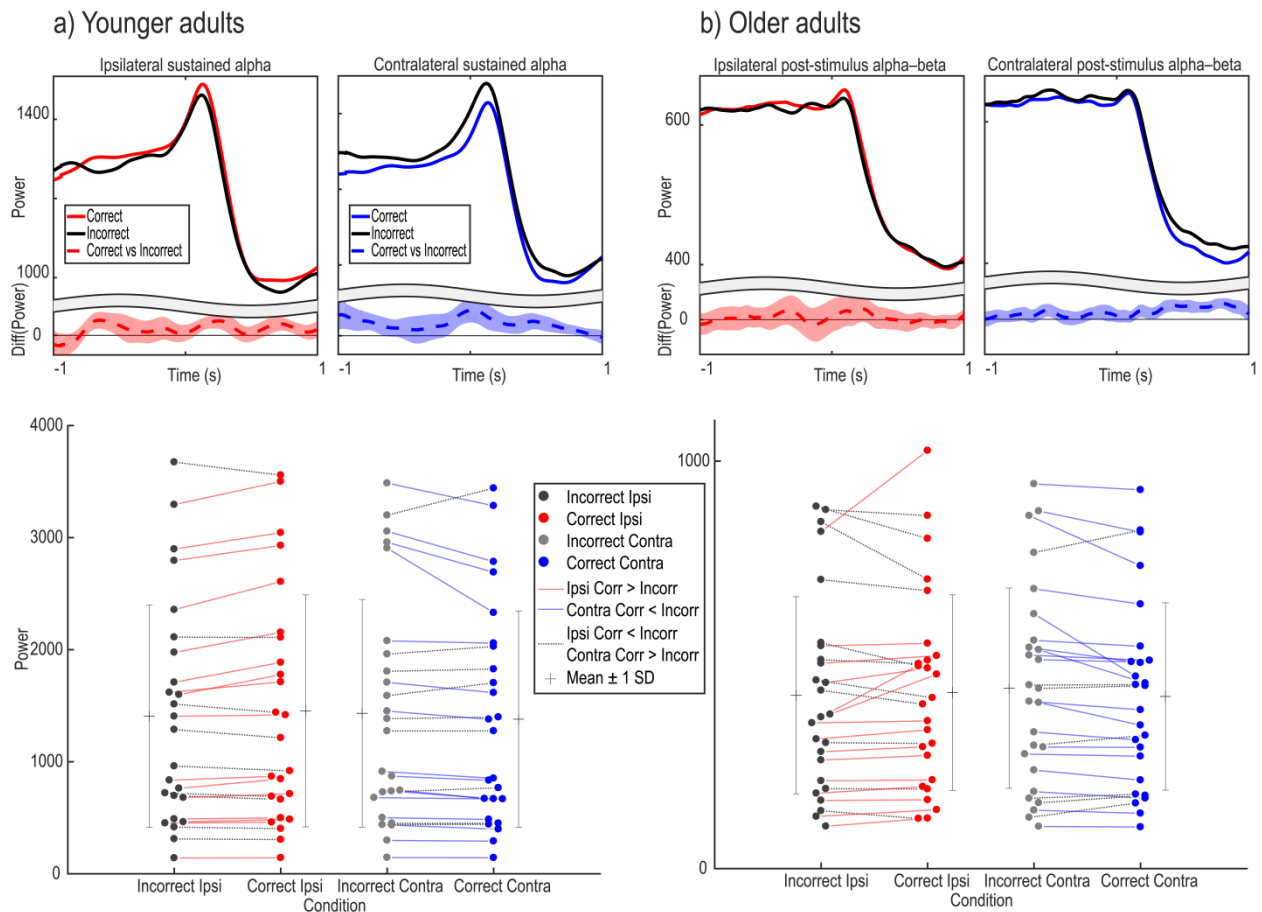 a) Younger adults
b) Older adults
Ipsilateral sustained alpha
Contralateral sustained alpha
Ipsilateral post-stimulus alpha–beta
Contralateral post-stimulus alpha–beta
1400
1000
0
Power
Diff(Power)
Correct
Incorrect
Correct vs Incorrect
Correct
Incorrect
Correct vs Incorrect
-1
Time (s)
1
-1
Time (s)
1
600
400
0
Power
Diff(Power)
-1
Time (s)
1
-1
Time (s)
1
4000
3000
2000
1000
0
Power
Incorrect Ipsi
Correct Ipsi
Incorrect Contra
Correct Contra
Condition
Incorrect Ipsi
Correct Ipsi
Incorrect Contra
Correct Contra
Ipsi Corr > Incorr
Contra Corr < Incorr
Ipsi Corr < Incorr
Contra Corr > Incorr
Mean ± 1 SD
1000
0
Incorrect Ipsi
Correct Ipsi
Incorrect Contra
Correct Contra
Condition